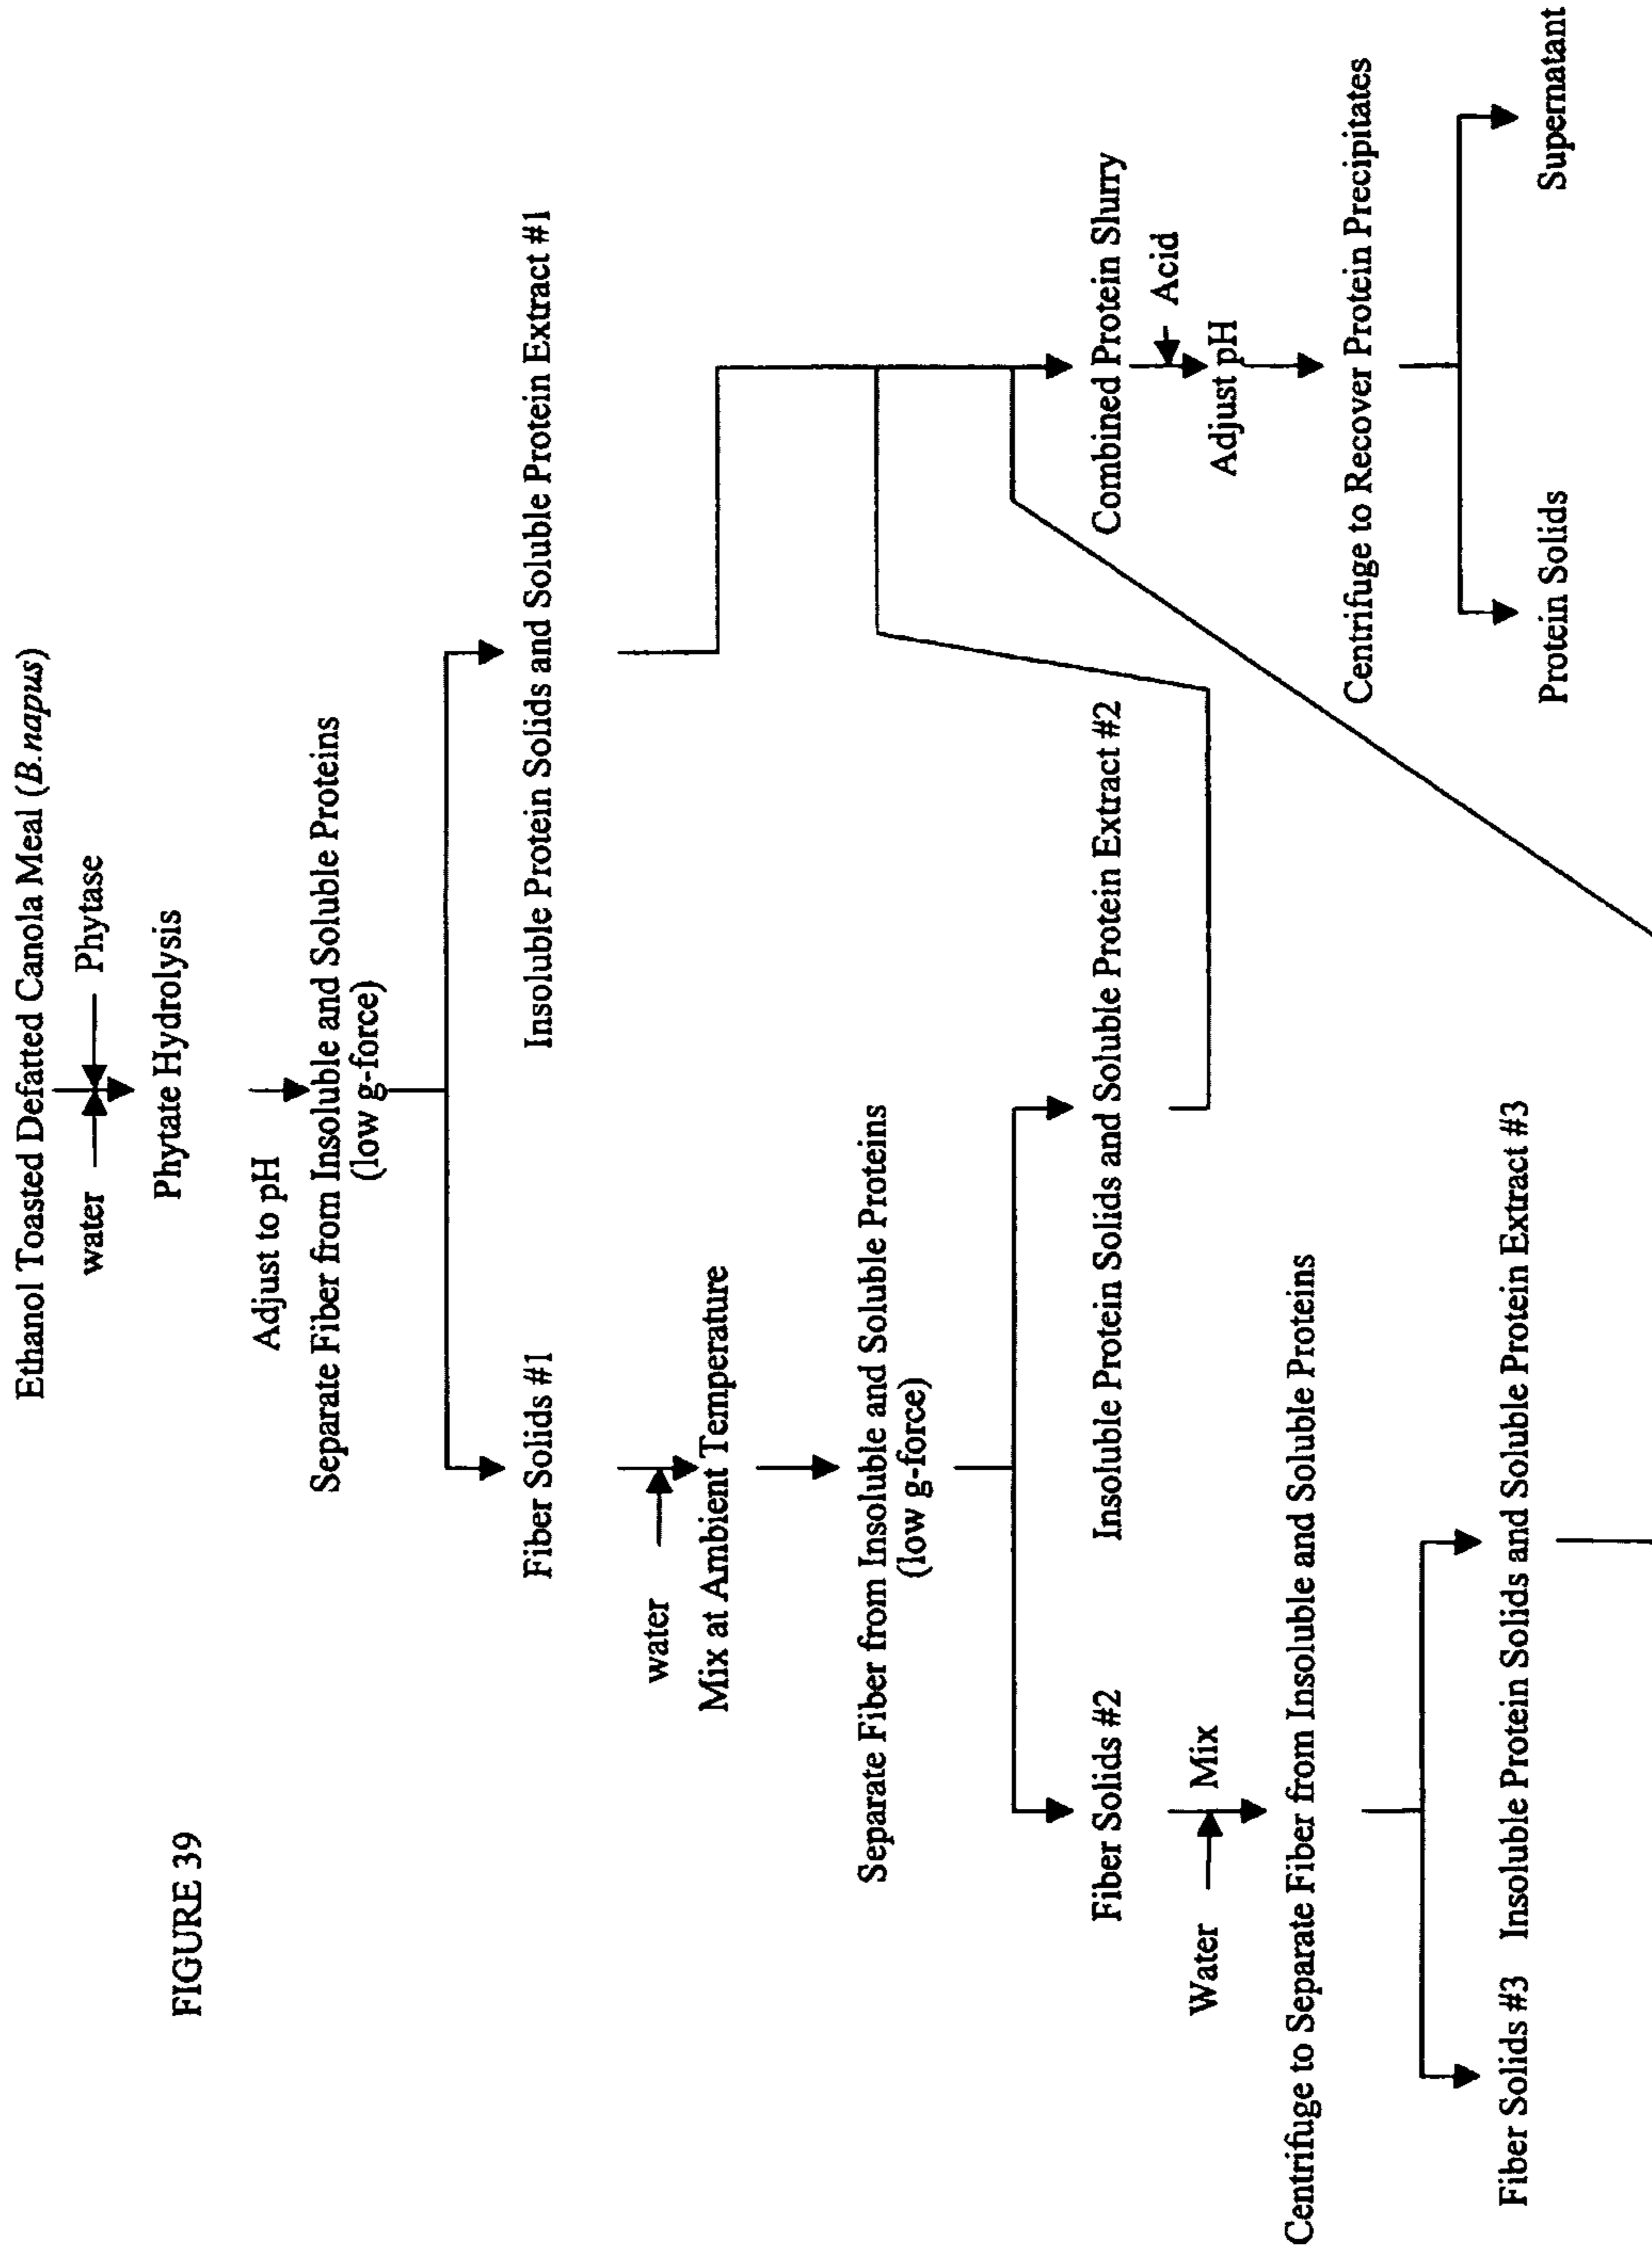 FIGURE 39
Ethanol Toasted Defatted Canola Meal (B.napus)
water
Phytase
Phytate Hydrolysis
Adjust to pH
Separate Fiber from Insoluble and Soluble Proteins
(low g-force)
Fiber Solids #1
Insoluble Protein Solids and Soluble Protein Extract #1
water
Mix at Ambient Temperature
Separate Fiber from Insoluble and Soluble Proteins
(low g-force)
Fiber Solids #2
Insoluble Protein Solids and Soluble Protein Extract #2
Combined Protein Slurry
Acid
Water
Mix
Adjust pH
Centrifuge to Separate Fiber from Insoluble and Soluble Proteins
Centrifuge to Recover Protein Precipitates
Fiber Solids #3
Insoluble Protein Solids and Soluble Protein Extract #3
Protein Solids
Supernatant